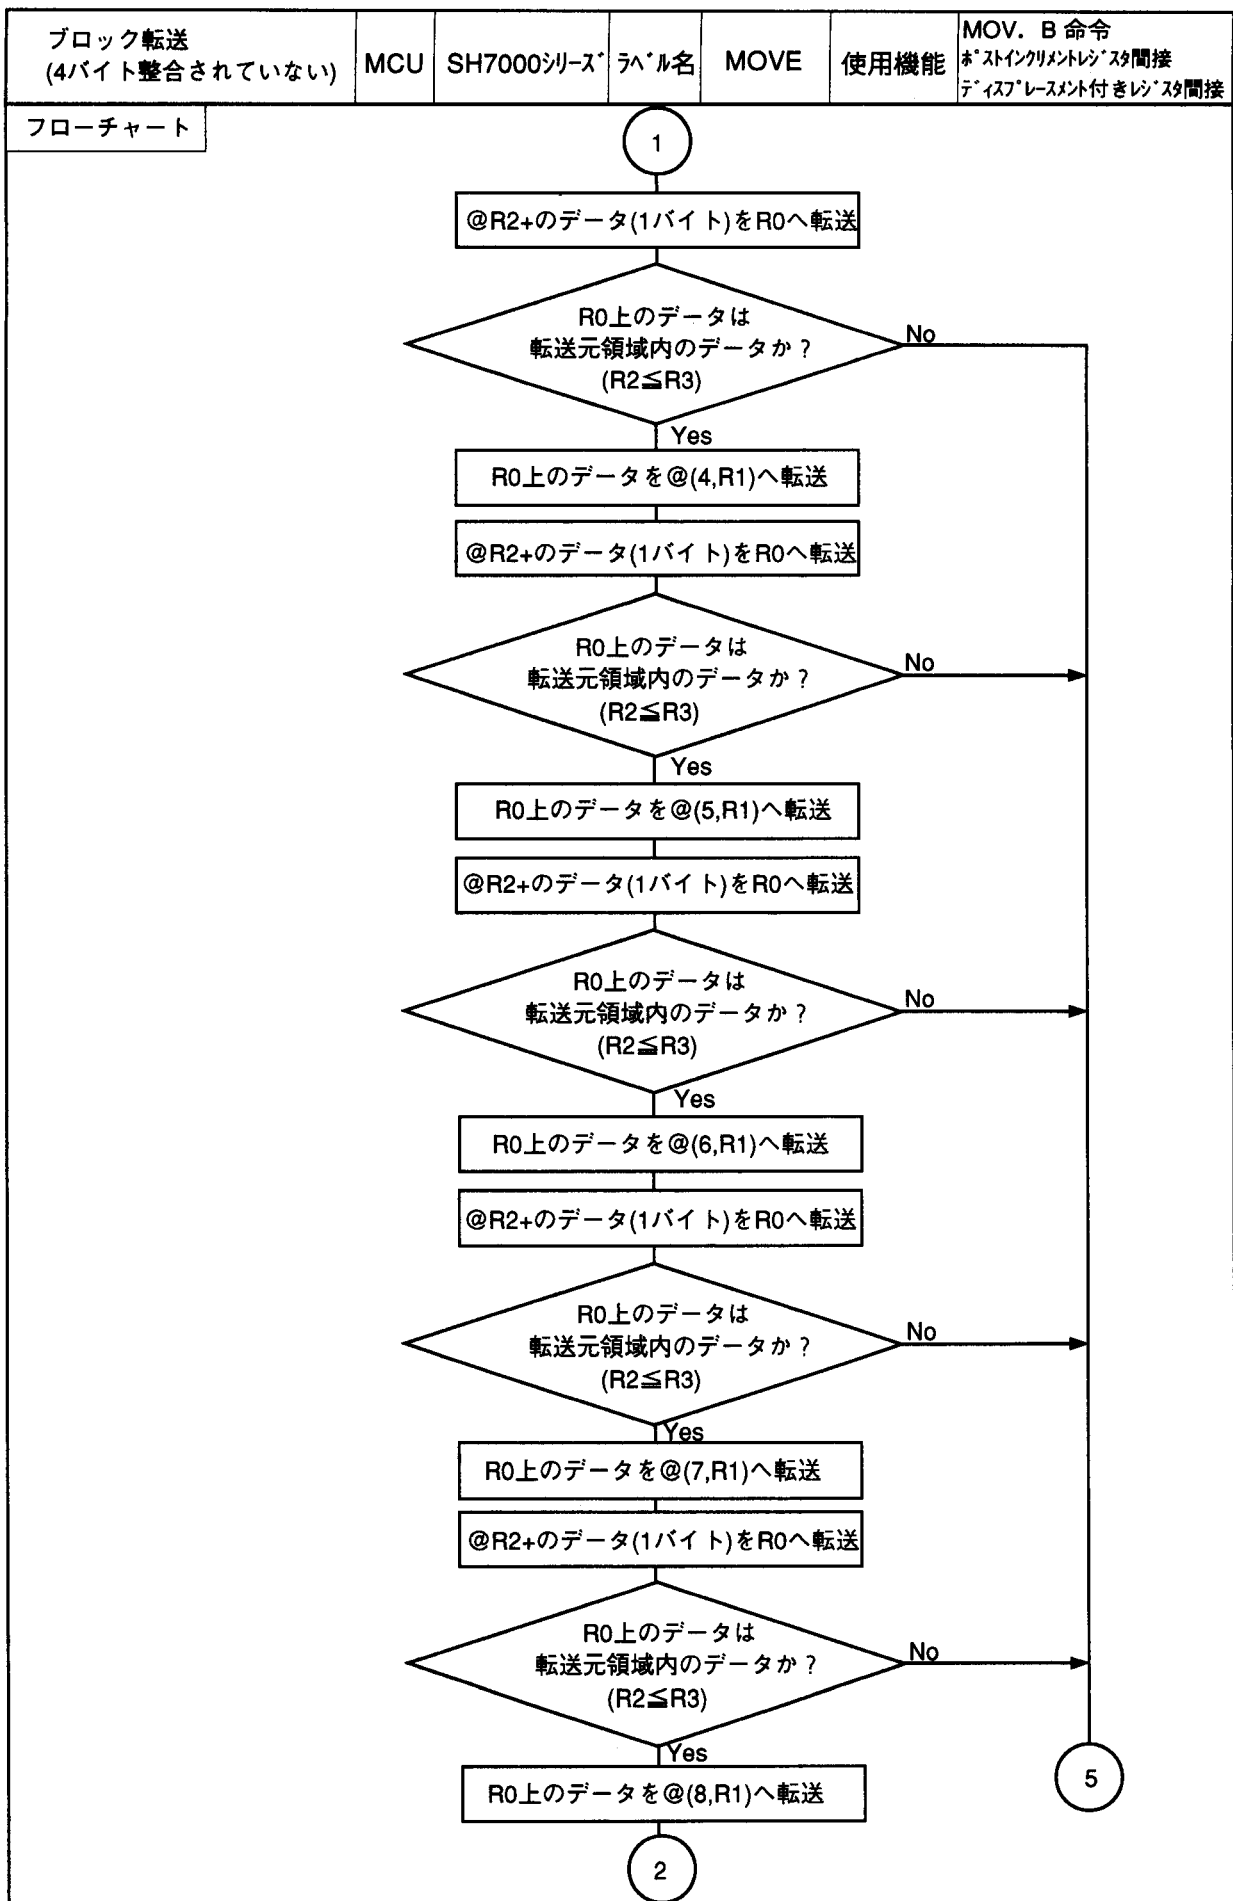 ブロック転送
(4バイト整合されていない)
MCU
SH7000シリーズ
ラベル名
MOVE
使用機能
MOV. B 命令
ポストインクリメントレジスタ間接
ディスプレースメント付きレジスタ間接
フローチャート
1
@R2+のデータ(1バイト)をR0へ転送
R0上のデータは
転送元領域内のデータか?
(R2≦R3)
No
Yes
R0上のデータを@(4,R1)へ転送
@R2+のデータ(1バイト)をR0へ転送
R0上のデータは
転送元領域内のデータか?
(R2≦R3)
No
Yes
R0上のデータを@(5,R1)へ転送
@R2+のデータ(1バイト)をR0へ転送
R0上のデータは
転送元領域内のデータか?
(R2≦R3)
No
Yes
R0上のデータを@(6,R1)へ転送
@R2+のデータ(1バイト)をR0へ転送
R0上のデータは
転送元領域内のデータか?
(R2≦R3)
No
Yes
R0上のデータを@(7,R1)へ転送
@R2+のデータ(1バイト)をR0へ転送
R0上のデータは
転送元領域内のデータか?
(R2≦R3)
No
Yes
R0上のデータを@(8,R1)へ転送
5
2